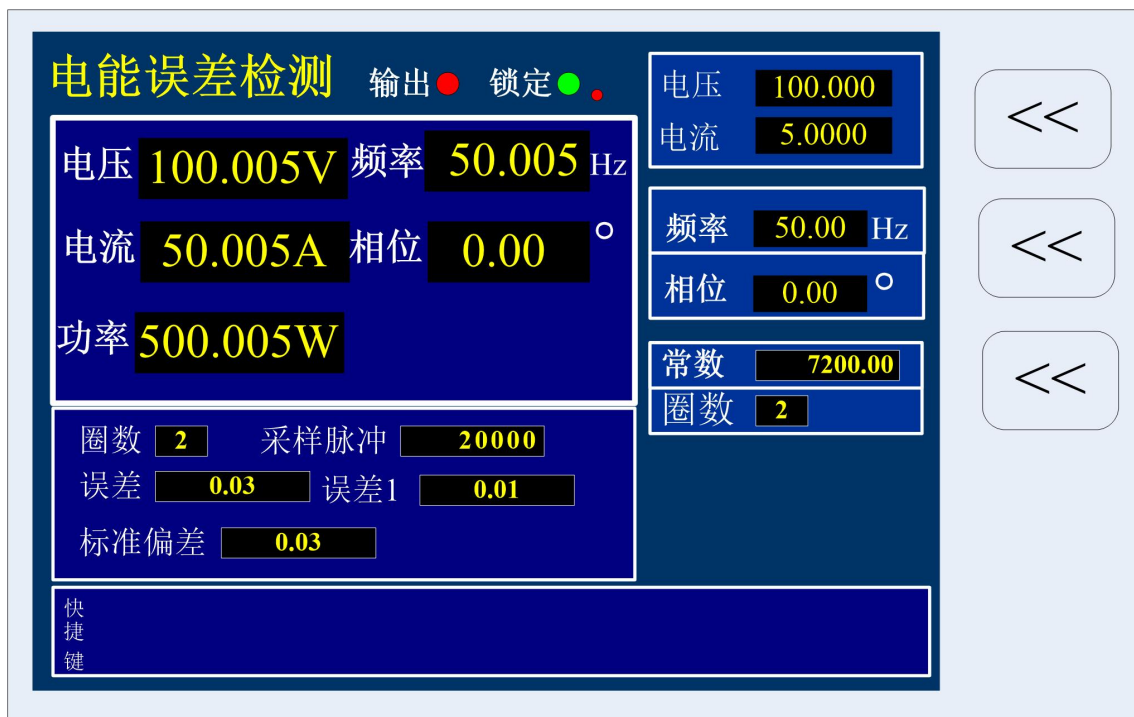 电能误差检测 输出 锁定
电压 100.005V 频率 50.005 Hz
电流 50.005A 相位 0.00 °
功率 500.005W
圈数 2 采样脉冲 20000
误差 0.03 误差1 0.01
标准偏差 0.03
快
捷
键
电压 100.000
电流 5.0000
频率 50.00 Hz
相位 0.00 °
常数 7200.00
圈数 2
<<
<<
<<